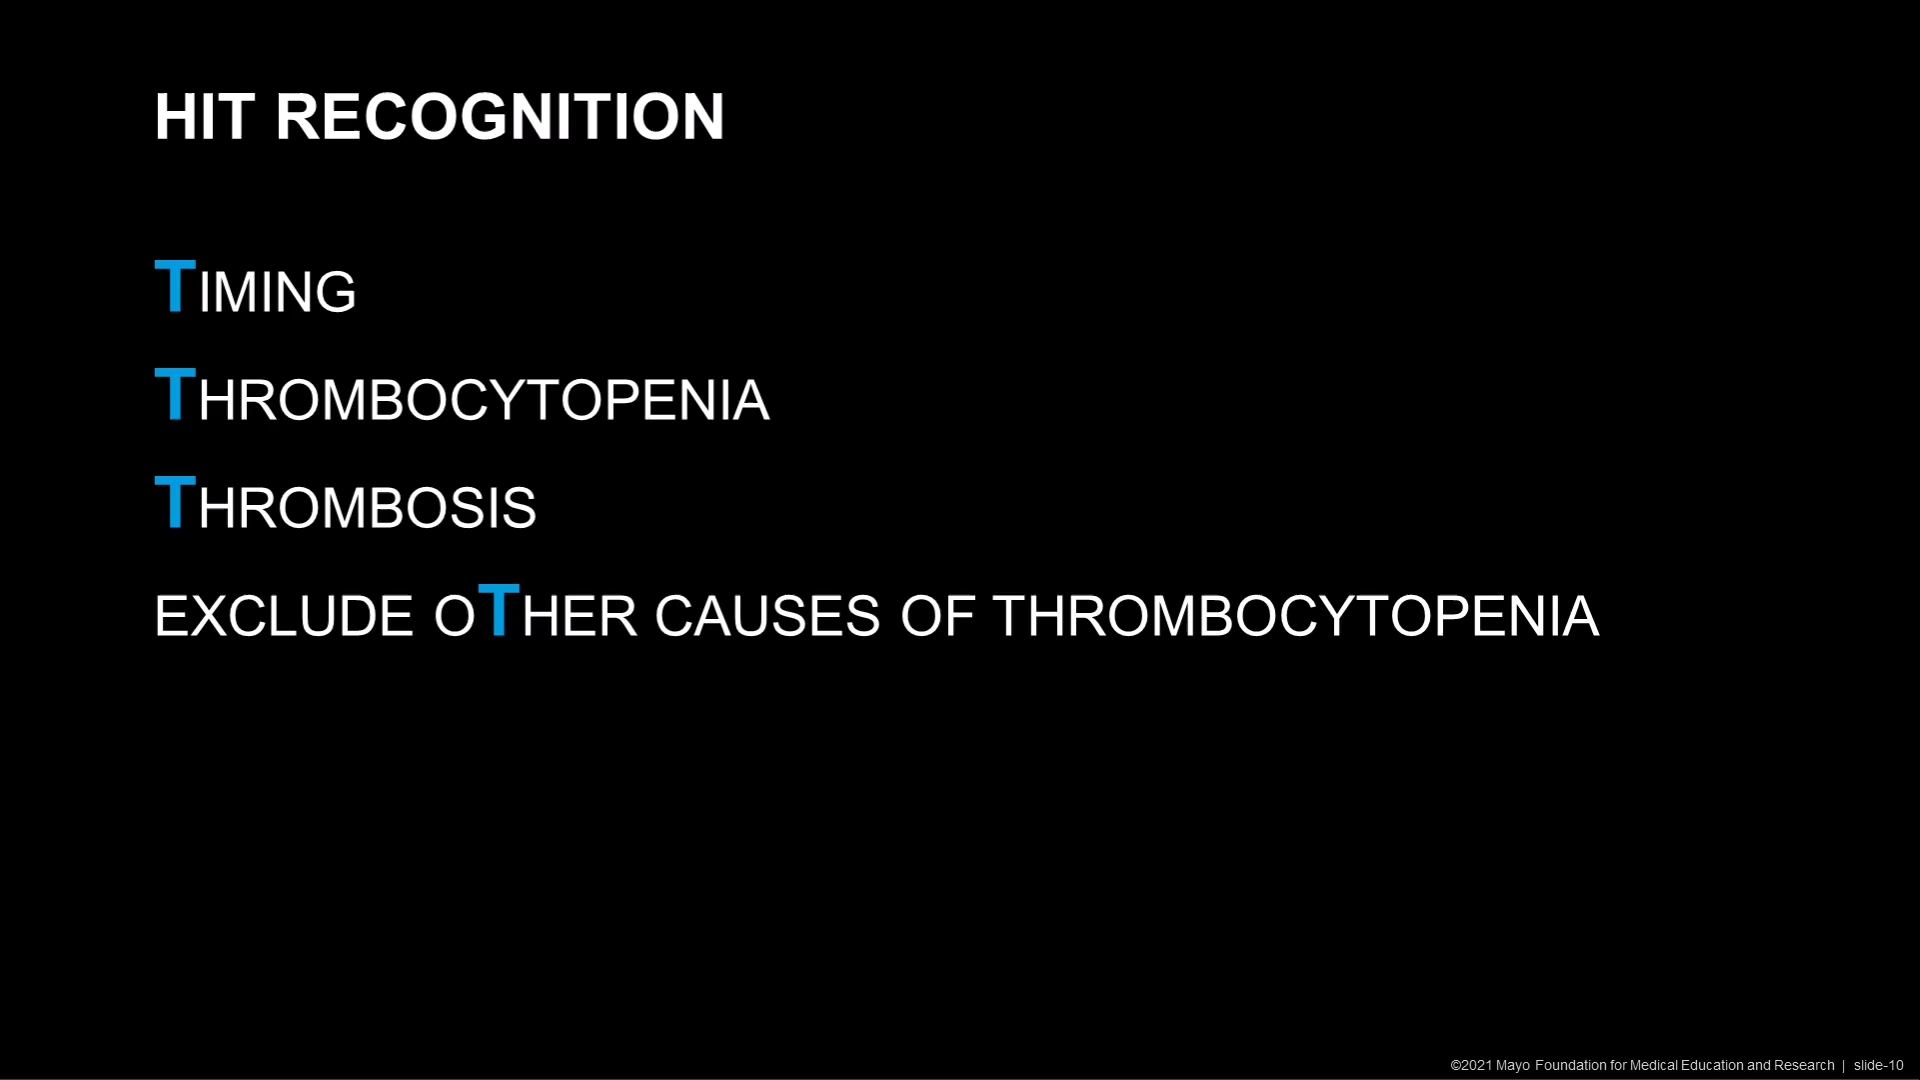 HIT RECOGNITION
TIMING
THROMBOCYTOPENIA
THROMBOSIS
EXCLUDE OTHER CAUSES OF THROMBOCYTOPENIA
©2021 Mayo Foundation for Medical Education and Research | slide-10